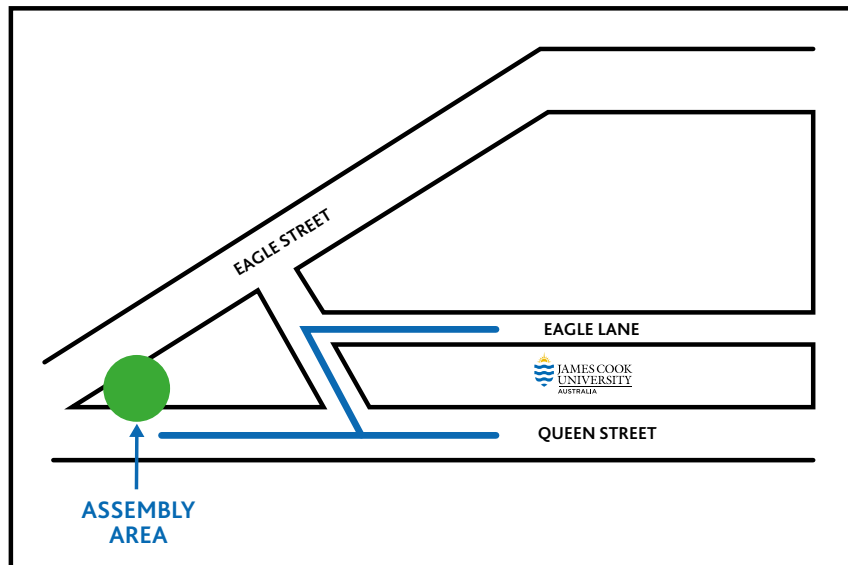 EAGLE STREET
EAGLE LANE
JAMES COOK
UNIVERSITY
AUSTRALIA
QUEEN STREET
ASSEMBLY
AREA